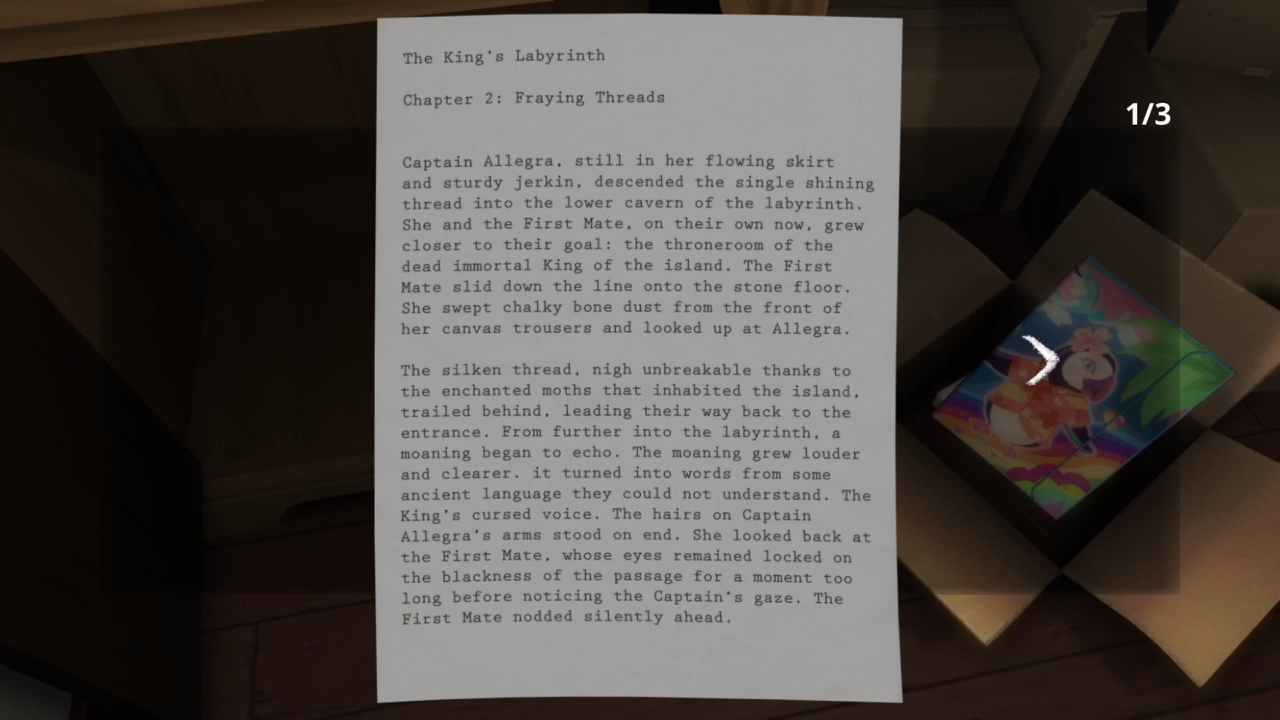 The King's Labyrinth
Chapter 2: Fraying Threads
1/3
Captain Allegra, still in her flowing skirt
and sturdy jerkin, descended the single shining
thread into the lower cavern of the labyrinth.
She and the First Mate, on their own now, grew
closer to their goal: the throneroom of the
dead immortal King of the island. The First
Mate slid down the line onto the stone floor.
She swept chalky bone dust from the front of
her canvas trousers and looked up at Allegra.
The silken thread, nigh unbreakable thanks to
the enchanted moths that inhabited the island,
trailed behind, leading their way back to the
entrance. From further into the labyrinth, a
moaning began to echo. The moaning grew louder
and clearer. it turned into words from some
ancient language they could not understand. The
King's cursed voice. The hairs on Captain
Allegra's arms stood on end. She looked back at
the First Mate, whose eyes remained locked on
the blackness of the passage for a moment too
long before noticing the Captain's gaze. The
First Mate nodded silently ahead.